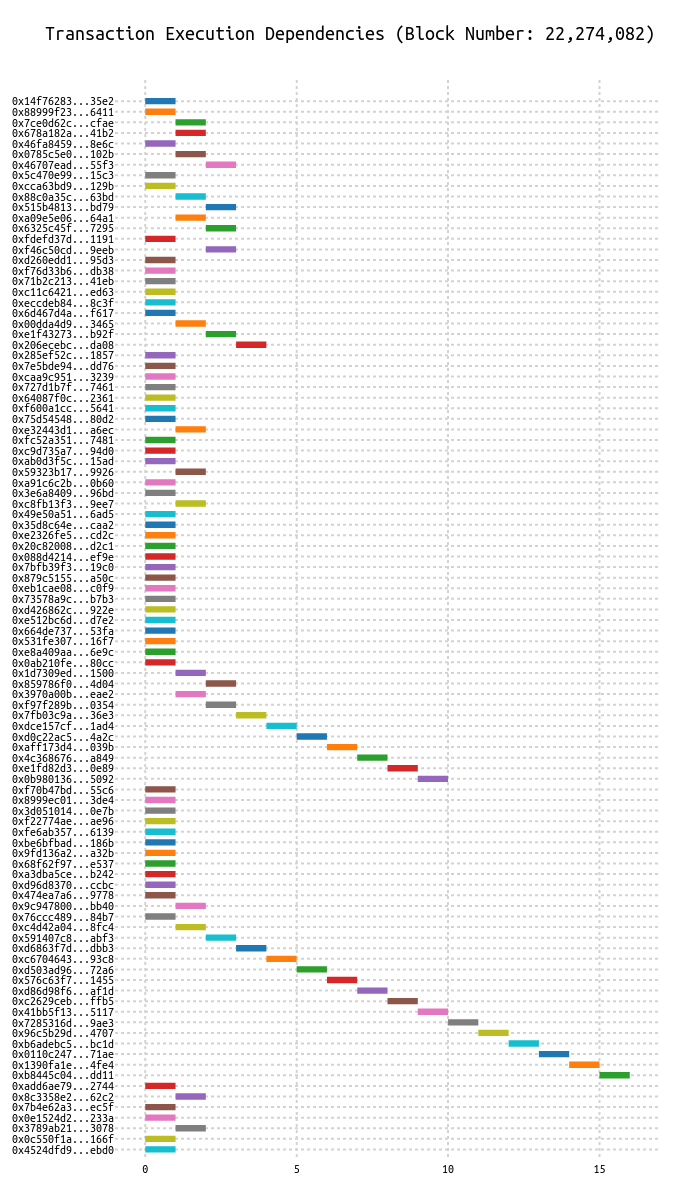 Transaction Execution Dependencies (Block Number: 22,274,082)
0x14f76283...35e2
0x88999f23...6411
0x7ce0d62c...cfae
0x678a182a...41b2
0x46fa8459...8e6c
0x0785c5e0...102b
0x46707ead...55f3
0x5c470e99...15c3
0xcca63bd9...129b
0x88c0a35c...63bd
0x515b4813...bd79
0xa09e5e06...64a1
0x6325c45f...7295
0xfdefd37d...1191
0xf46c50cd...9eeb
0xd260edd1...95d3
0xf76d33b6...db38
0x71b2c213...41eb
0xc11c6421...ed63
0xeccdeb84...8c3f
0x6d467d4a...f617
0x00dda4d9...3465
0xe1f43273...b92f
0x206ecebc...da08
0x285ef52c...1857
0x7e5bde94...dd76
0xcaa9c951...3239
0x727d1b7f...7461
0x64087f0c...2361
0xf600a1cc...5641
0x75d54548...80d2
0xe32443d1...a6ec
0xfc52a351...7481
0xc9d735a7...94d0
0xab0d3f5c...15ad
0x59323b17...9926
0xa91c6c2b...0b60
0x3e6a8409...96bd
0xc8fb13f3...9ee7
0x49e50a51...6ad5
0x35d8c64e...caa2
0xe2326fe5...cd2c
0x20c82008...d2c1
0x088d4214...ef9e
0x7bfb39f3...19c0
0x879c5155...a50c
0xeb1cae08...c0f9
0x73578a9c...b7b3
0xd426862c...922e
0xe512bc6d...d7e2
0x664de737...53fa
0x531fe307...16f7
0xe8a409aa...6e9c
0x0ab210fe...80cc
0x1d7309ed...1500
0x859786f0...4d04
0x3970a00b...eae2
0xf97f289b...0354
0x7fb03c9a...36e3
0xdce157cf...1ad4
0xd0c22ac5...4a2c
0xaff173d4...039b
0x4c368676...a849
0xe1fd82d3...0e89
0x0b980136...5092
0xf70b47bd...55c6
0x8999ec01...3de4
0x3d051014...0e7b
0xf22774ae...ae96
0xfe6ab357...6139
0xbe6bfbad...186b
0x9fd136a2...a32b
0x68f62f97...e537
0xa3dba5ce...b242
0xd96d8370...ccbc
0x474ea7a6...9778
0x9c947800...bb40
0x76ccc489...84b7
0xc4d42a04...8fc4
0x591407c8...abf3
0xd6863f7d...dbb3
0xc6704643...93c8
0xd503ad96...72a6
0x576c63f7...1455
0xd86d98f6...af1d
0xc2629ceb...ffb5
0x41bb5f13...5117
0x7285316d...9ae3
0x96c5b29d...4707
0xb6adebc5...bc1d
0x0110c247...71ae
0x1390fa1e...4fe4
0xb8445c04...dd11
0xadd6ae79...2744
0x8c3358e2...62c2
0x7b4e62a3...ec5f
0x0e1524d2...233a
0x3789ab21...3078
0x0c550f1a...166f
0x4524dfd9...ebd0
0 5 10 15